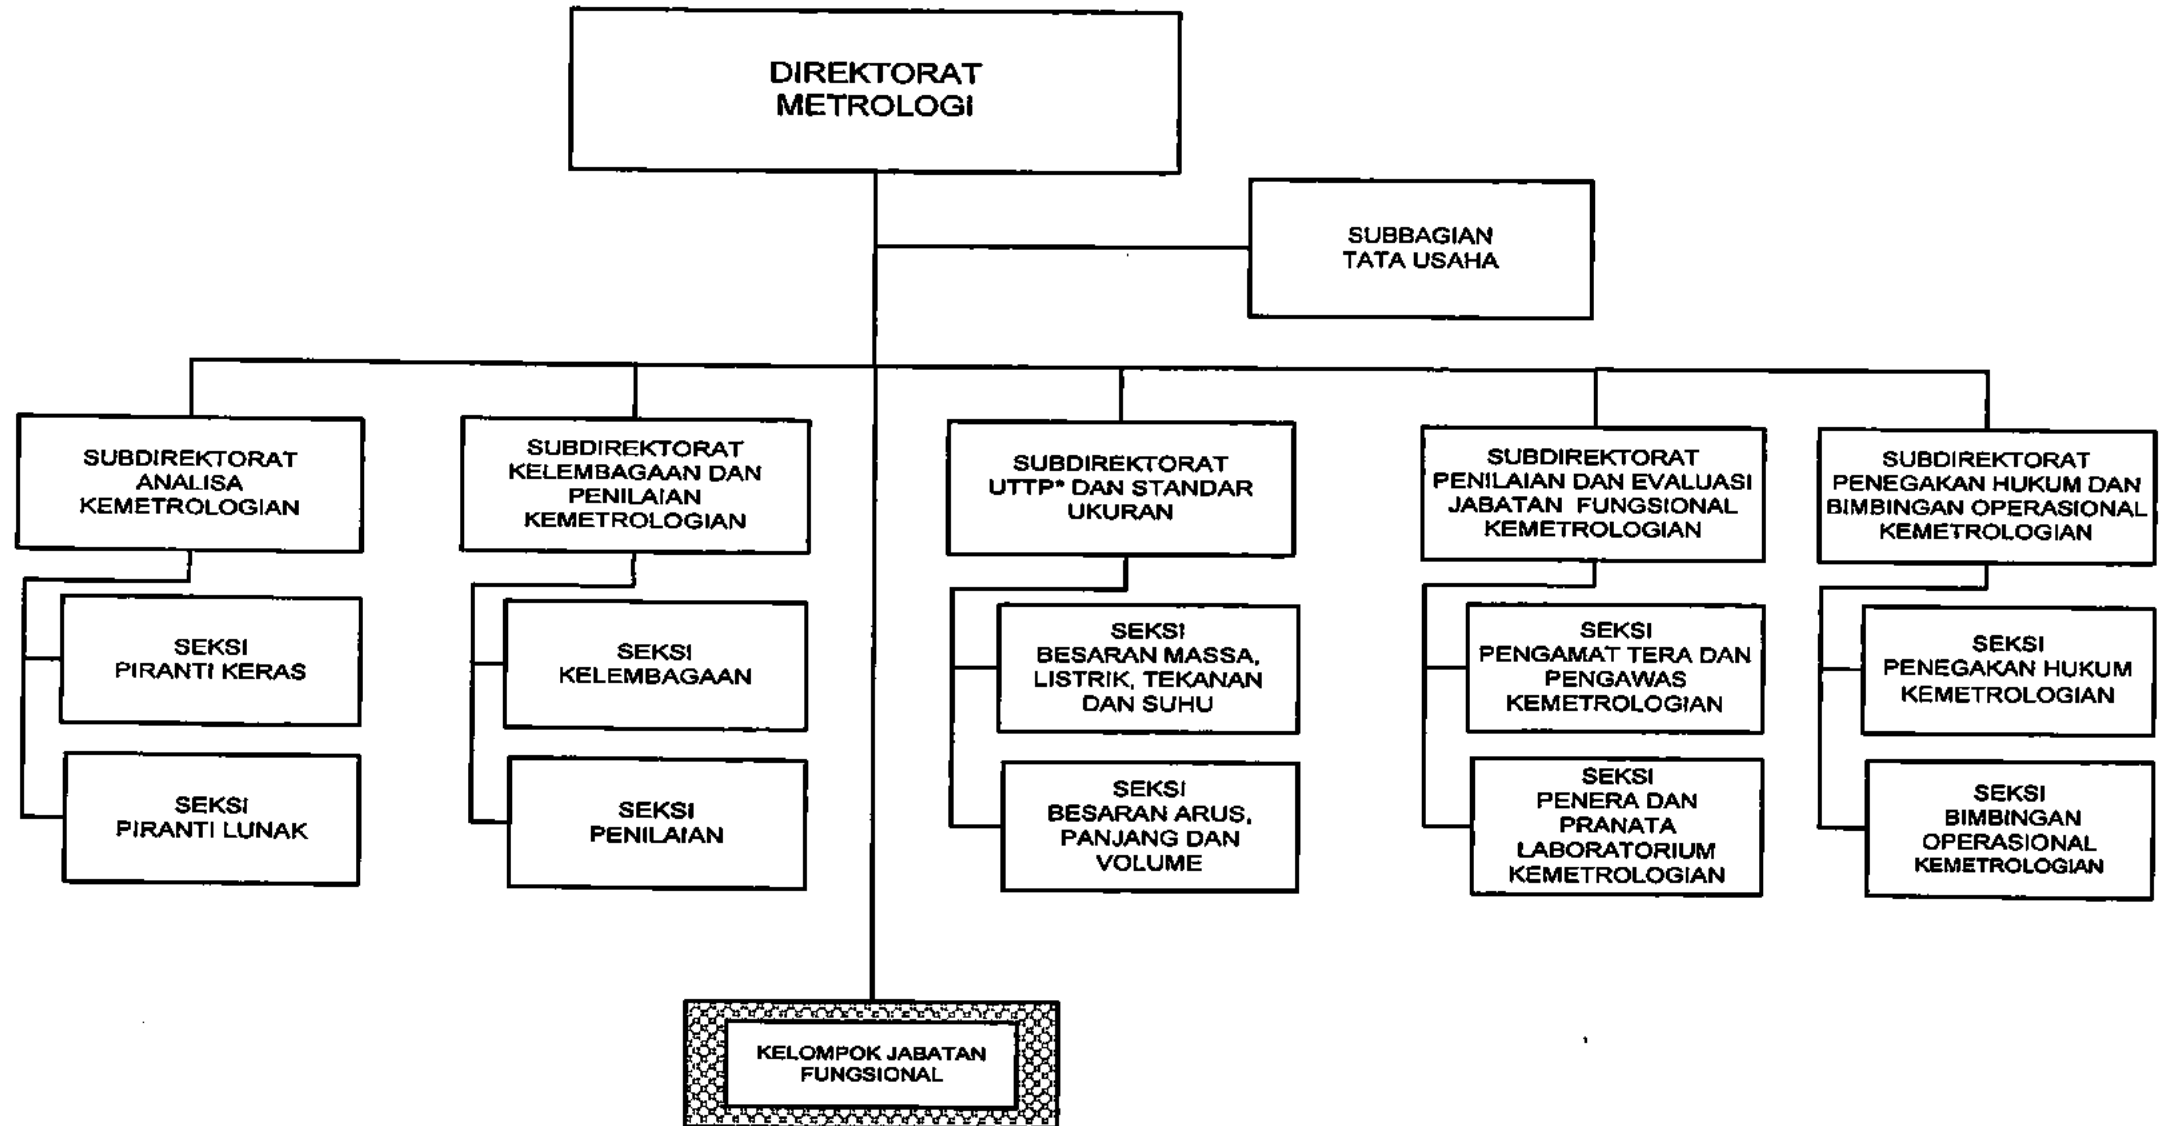 DIREKTORAT
METROLOGI
SUBBAGIAN
TATA USAHA
SUBDIREKTORAT
ANALISA
KEMETROLOGIAN
SUBDIREKTORAT
KELEMBAGAAN DAN
PENILAIAN
KEMETROLOGIAN
SUBDIREKTORAT
UTTP* DAN STANDAR
UKURAN
SUBDIREKTORAT
PENILAIAN DAN EVALUASI
JABATAN FUNGSIONAL
KEMETROLOGIAN
SUBDIREKTORAT
PENEGAKAN HUKUM DAN
BIMBINGAN OPERASIONAL
KEMETROLOGIAN
SEKSI
PIRANTI KERAS
SEKSI
KELEMBAGAAN
SEKSI
BESARAN MASSA,
LISTRIK, TEKANAN
DAN SUHU
SEKSI
PENGAMAT TERA DAN
PENGAWAS
KEMETROLOGIAN
SEKSI
PENEGAKAN HUKUM
KEMETROLOGIAN
SEKSI
PIRANTI LUNAK
SEKSI
PENILAIAN
SEKSI
BESARAN ARUS,
PANJANG DAN
VOLUME
SEKSI
PENERA DAN
PRANATA
LABORATORIUM
KEMETROLOGIAN
SEKSI
BIMBINGAN
OPERASIONAL
KEMETROLOGIAN
KELOMPOK JABATAN
FUNGSIONAL